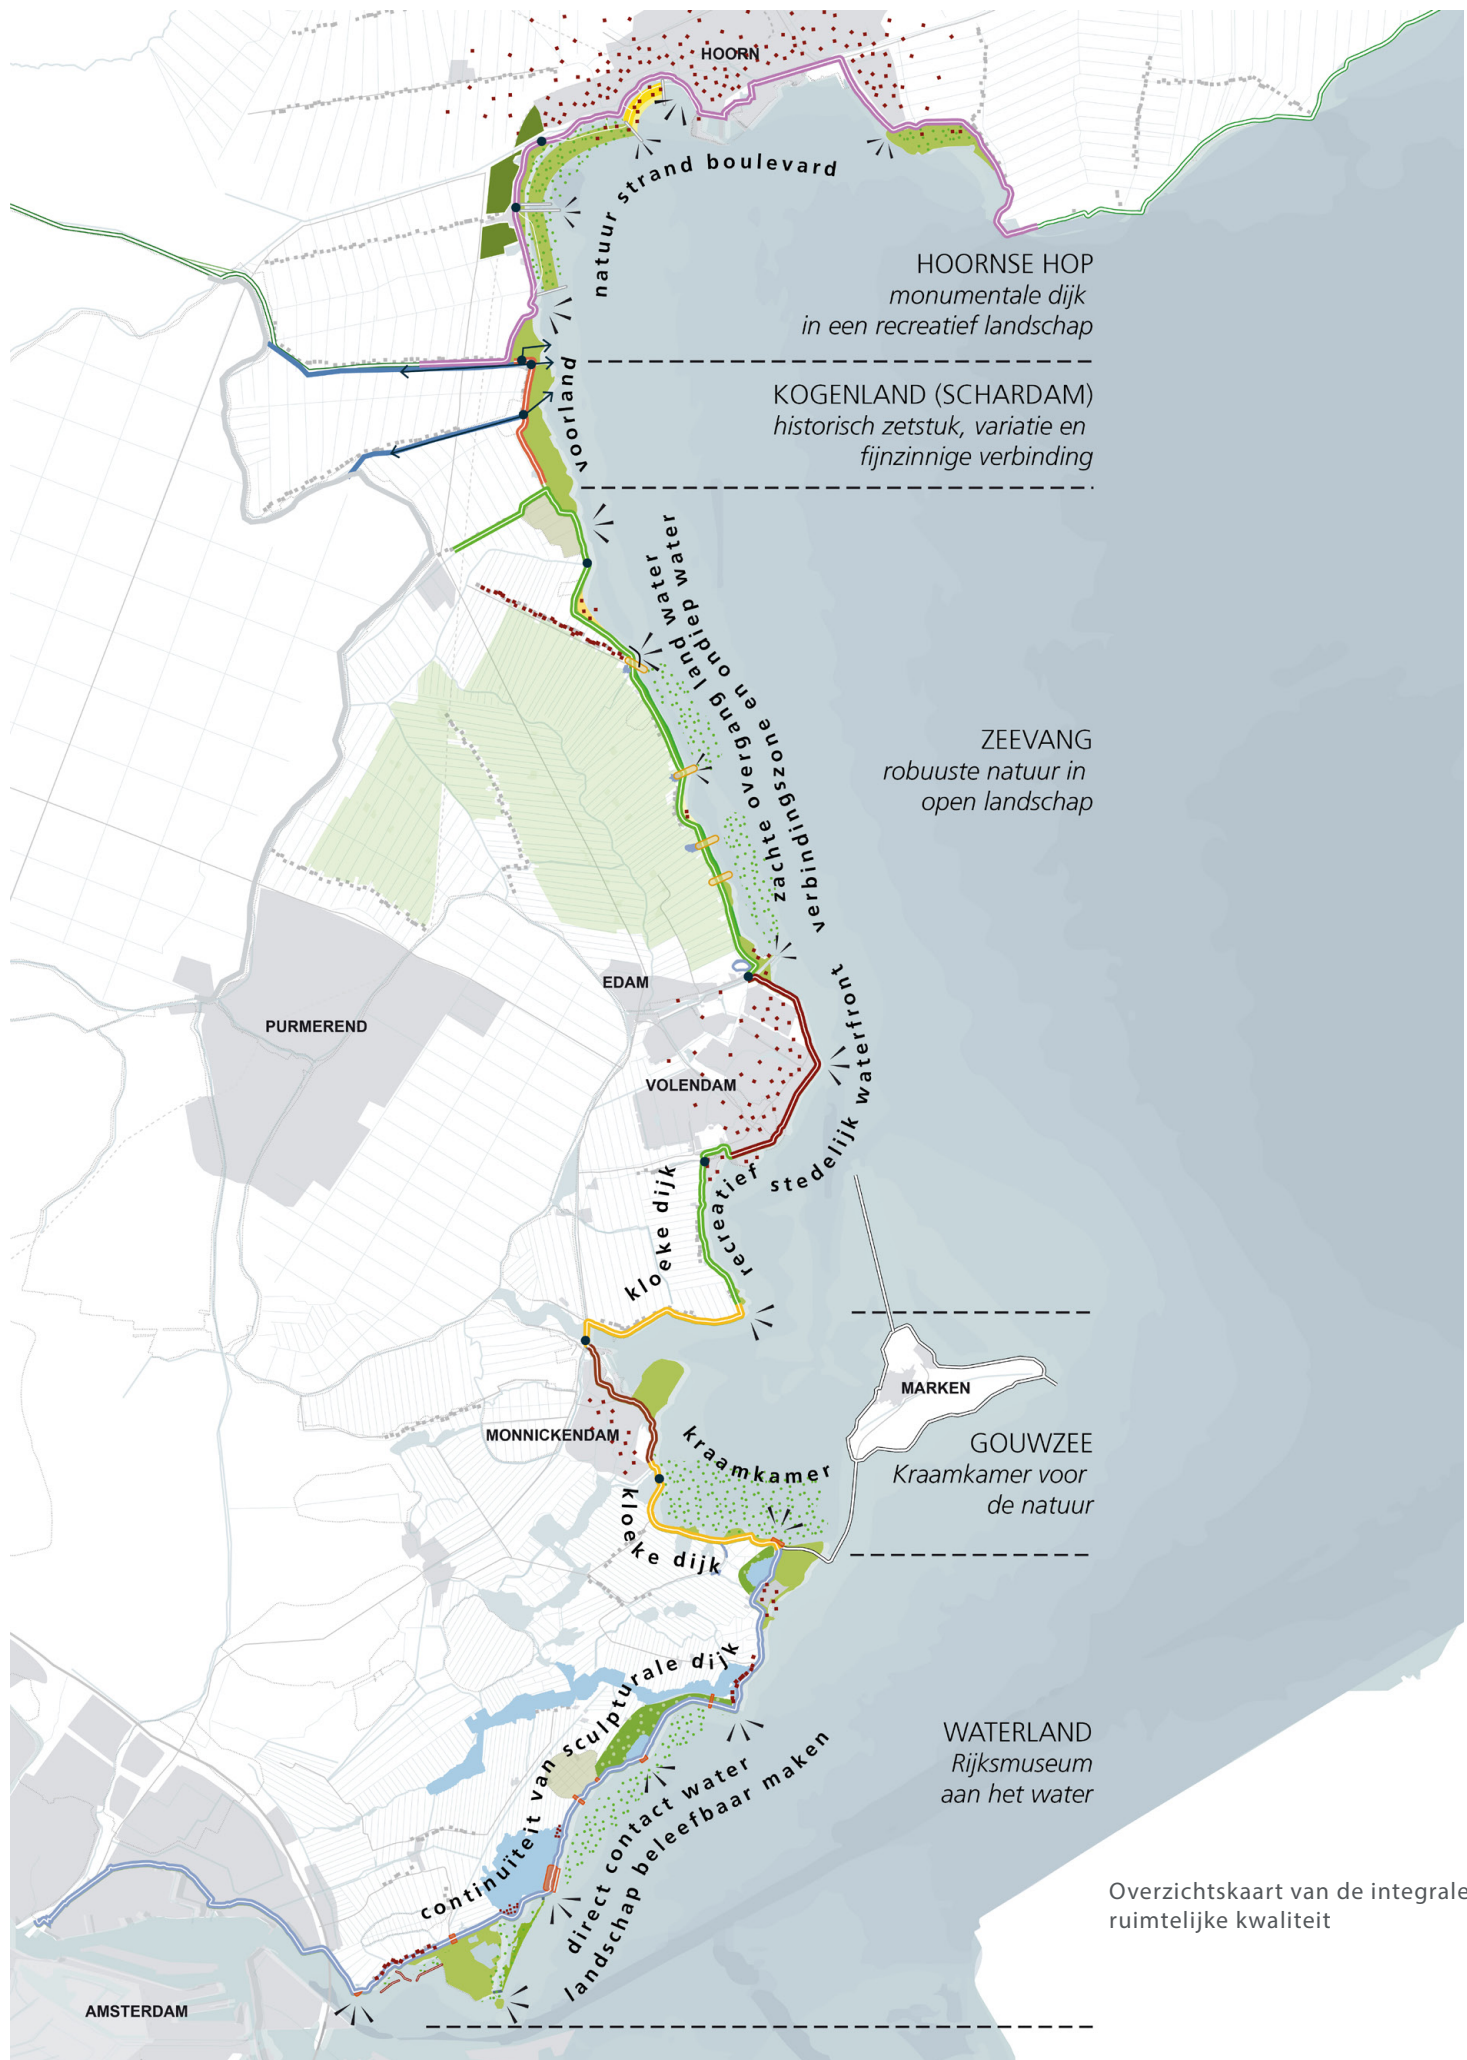 HOORN
natuur strand boulevard
HOORNSE HOP
monumentale dijk
in een recreatief landschap
voorland
KOGENLAND (SCHARDAM)
historisch zetstuk, variatie en
fijnzinnige verbinding
zachte overgang land water
verbindingszone en ondiep water
ZEEVANG
robuuste natuur in
open landschap
EDAM
PURMEREND
VOLENDAM
recreatief stedelijk waterfront
kloeke dijk
MARKEN
MONNICKENDAM
kraamkamer
GOUWZEE
Kraamkamer voor
de natuur
kloeke dijk
continuïteit van sculpturale dijk
direct contact water
landschap beleefbaar maken
WATERLAND
Rijksmuseum
aan het water
Overzichtskaart van de integrale
ruimtelijke kwaliteit
AMSTERDAM